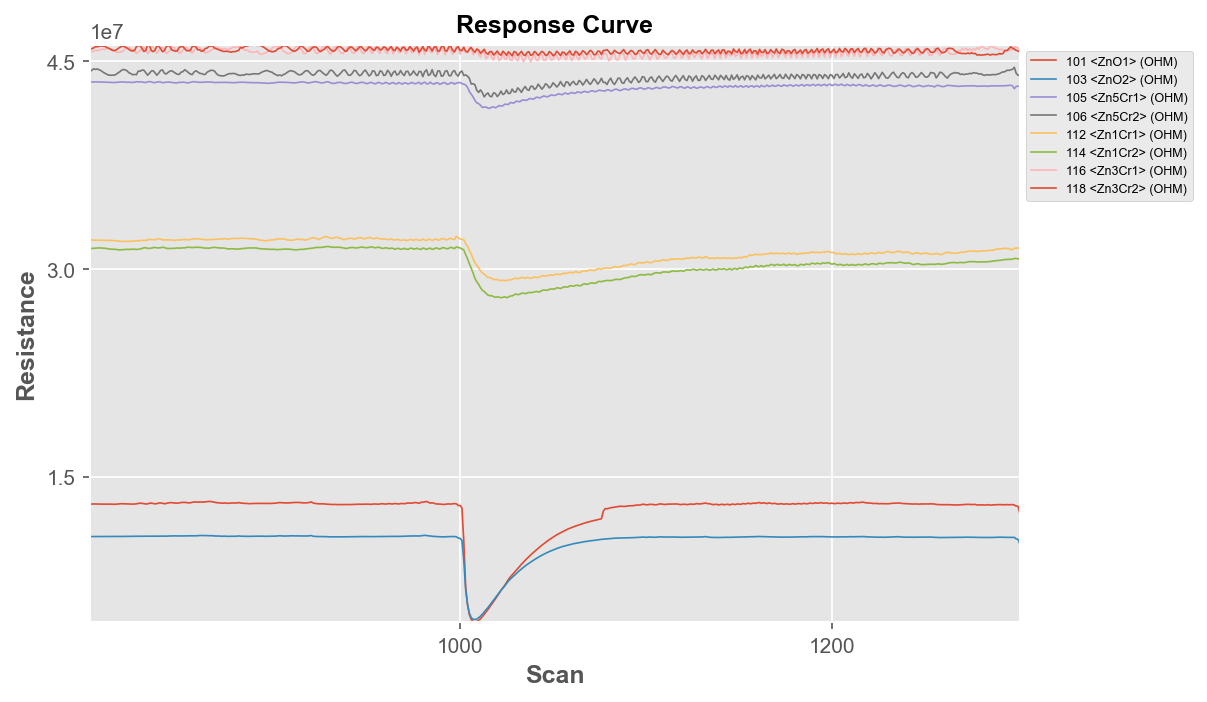 Response Curve
1e7
4.5
3.0
1.5
Resistance
1000
1200
Scan
101 <ZnO1> (OHM)
103 <ZnO2> (OHM)
105 <Zn5Cr1> (OHM)
106 <Zn5Cr2> (OHM)
112 <Zn1Cr1> (OHM)
114 <Zn1Cr2> (OHM)
116 <Zn3Cr1> (OHM)
118 <Zn3Cr2> (OHM)